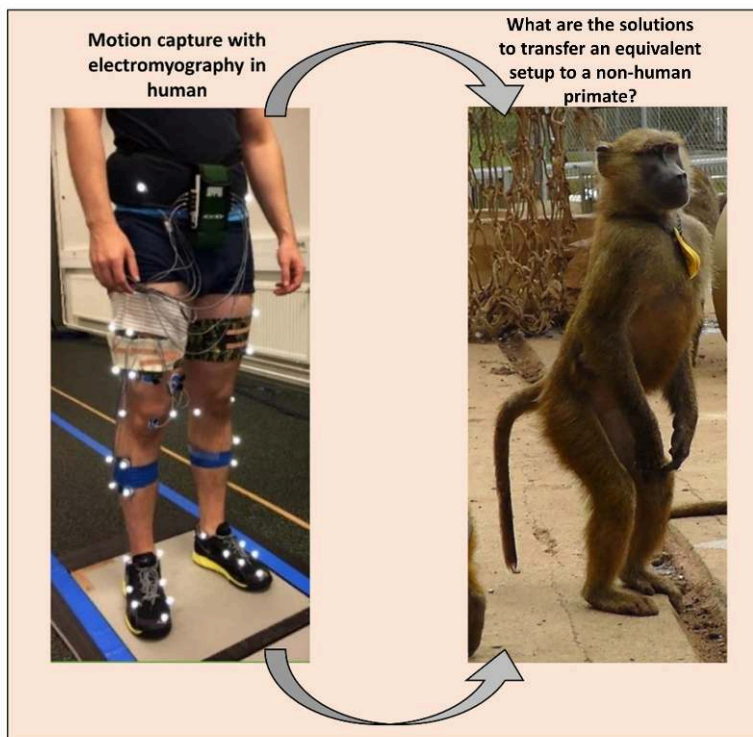 Motion capture with
electromyography in
human
What are the solutions
to transfer an equivalent
setup to a non-human
primate?